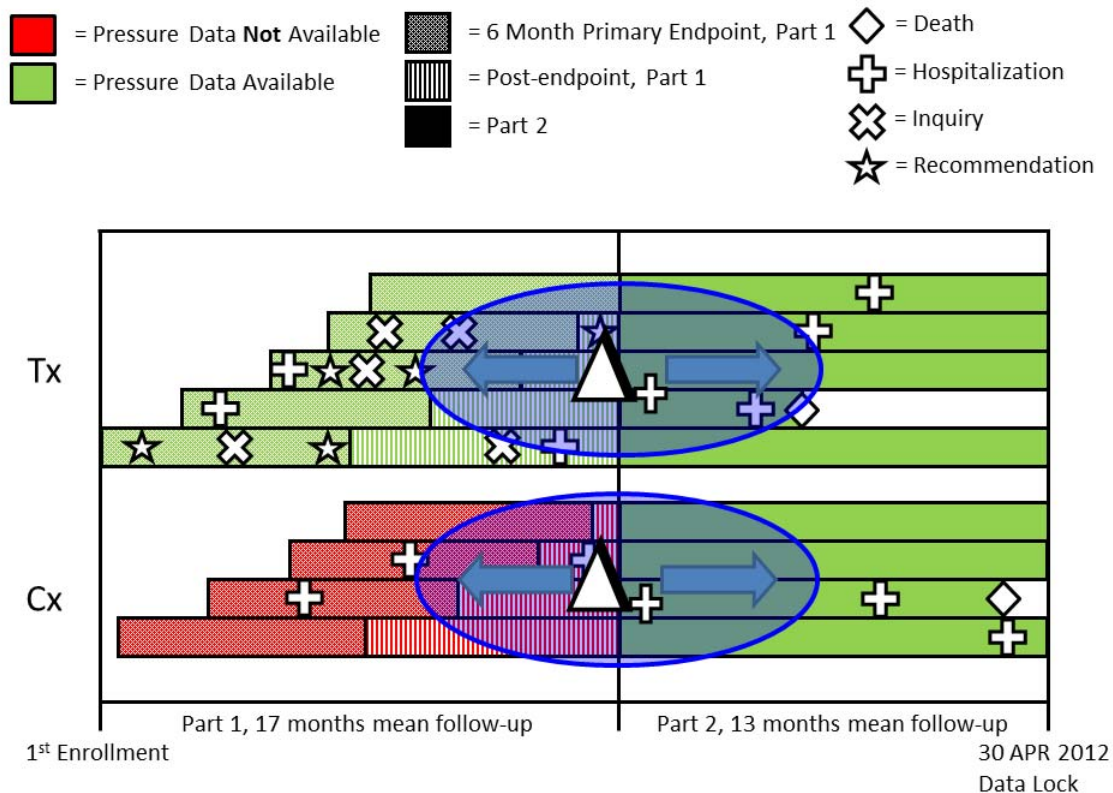 = Pressure Data Not Available
= Pressure Data Available
= 6 Month Primary Endpoint, Part 1
= Post-endpoint, Part 1
= Part 2
= Death
= Hospitalization
= Inquiry
= Recommendation
Tx
Cx
Part 1, 17 months mean follow-up
Part 2, 13 months mean follow-up
1st Enrollment
30 APR 2012
Data Lock